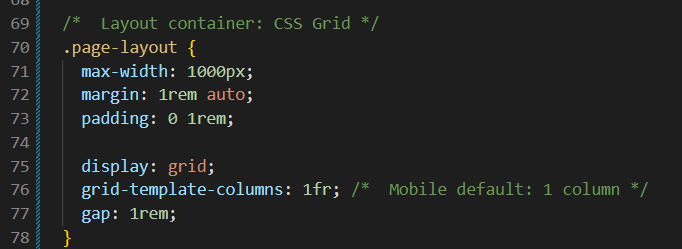 68
69 /*  Layout container: CSS Grid */
70 .page-layout {
71   max-width: 1000px;
72   margin: 1rem auto;
73   padding: 0 1rem;
74
75   display: grid;
76   grid-template-columns: 1fr; /*  Mobile default: 1 column */
77   gap: 1rem;
78 }